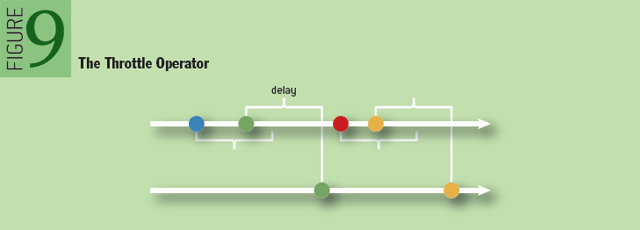 FIGURE 9
The Throttle Operator
delay